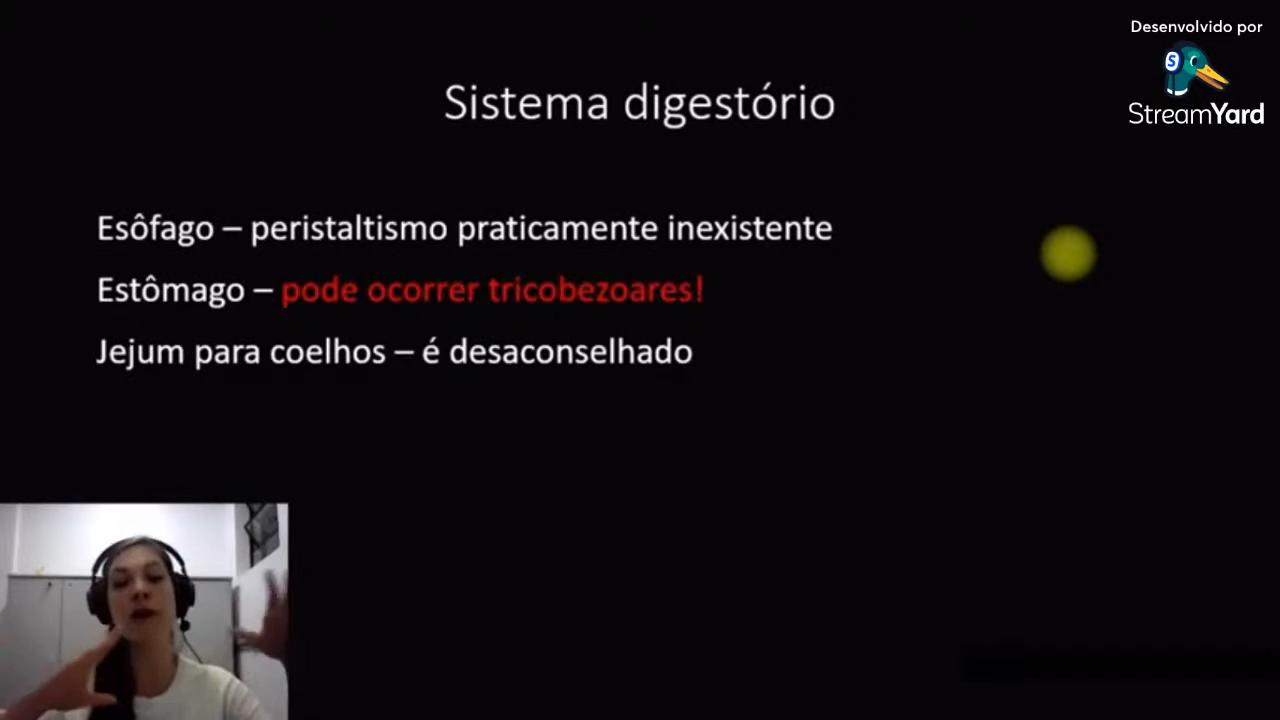 Desenvolvido por
S
StreamYard
Sistema digestório
Esôfago – peristaltismo praticamente inexistente
Estômago – pode ocorrer tricobezoares!
Jejum para coelhos – é desaconselhado